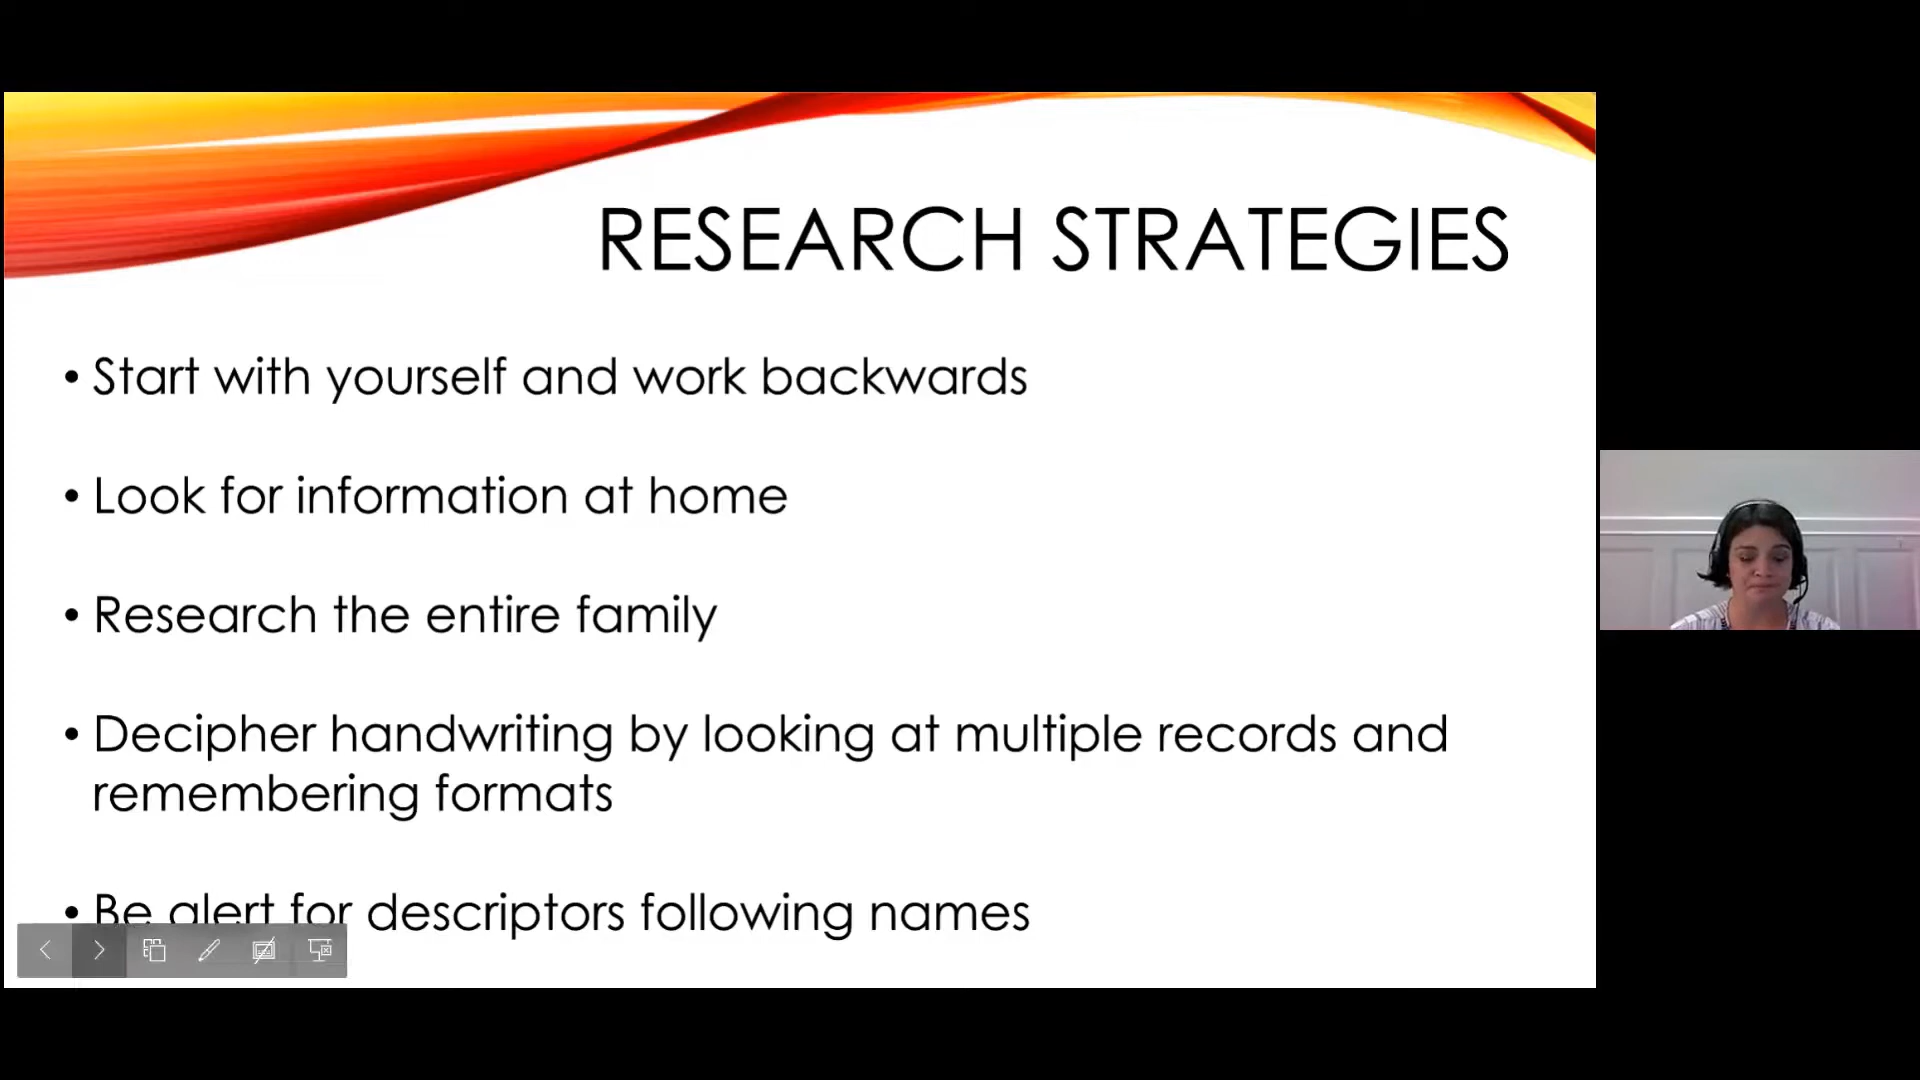 RESEARCH STRATEGIES
• Start with yourself and work backwards
• Look for information at home
• Research the entire family
• Decipher handwriting by looking at multiple records and
remembering formats
• Be alert for descriptors following names